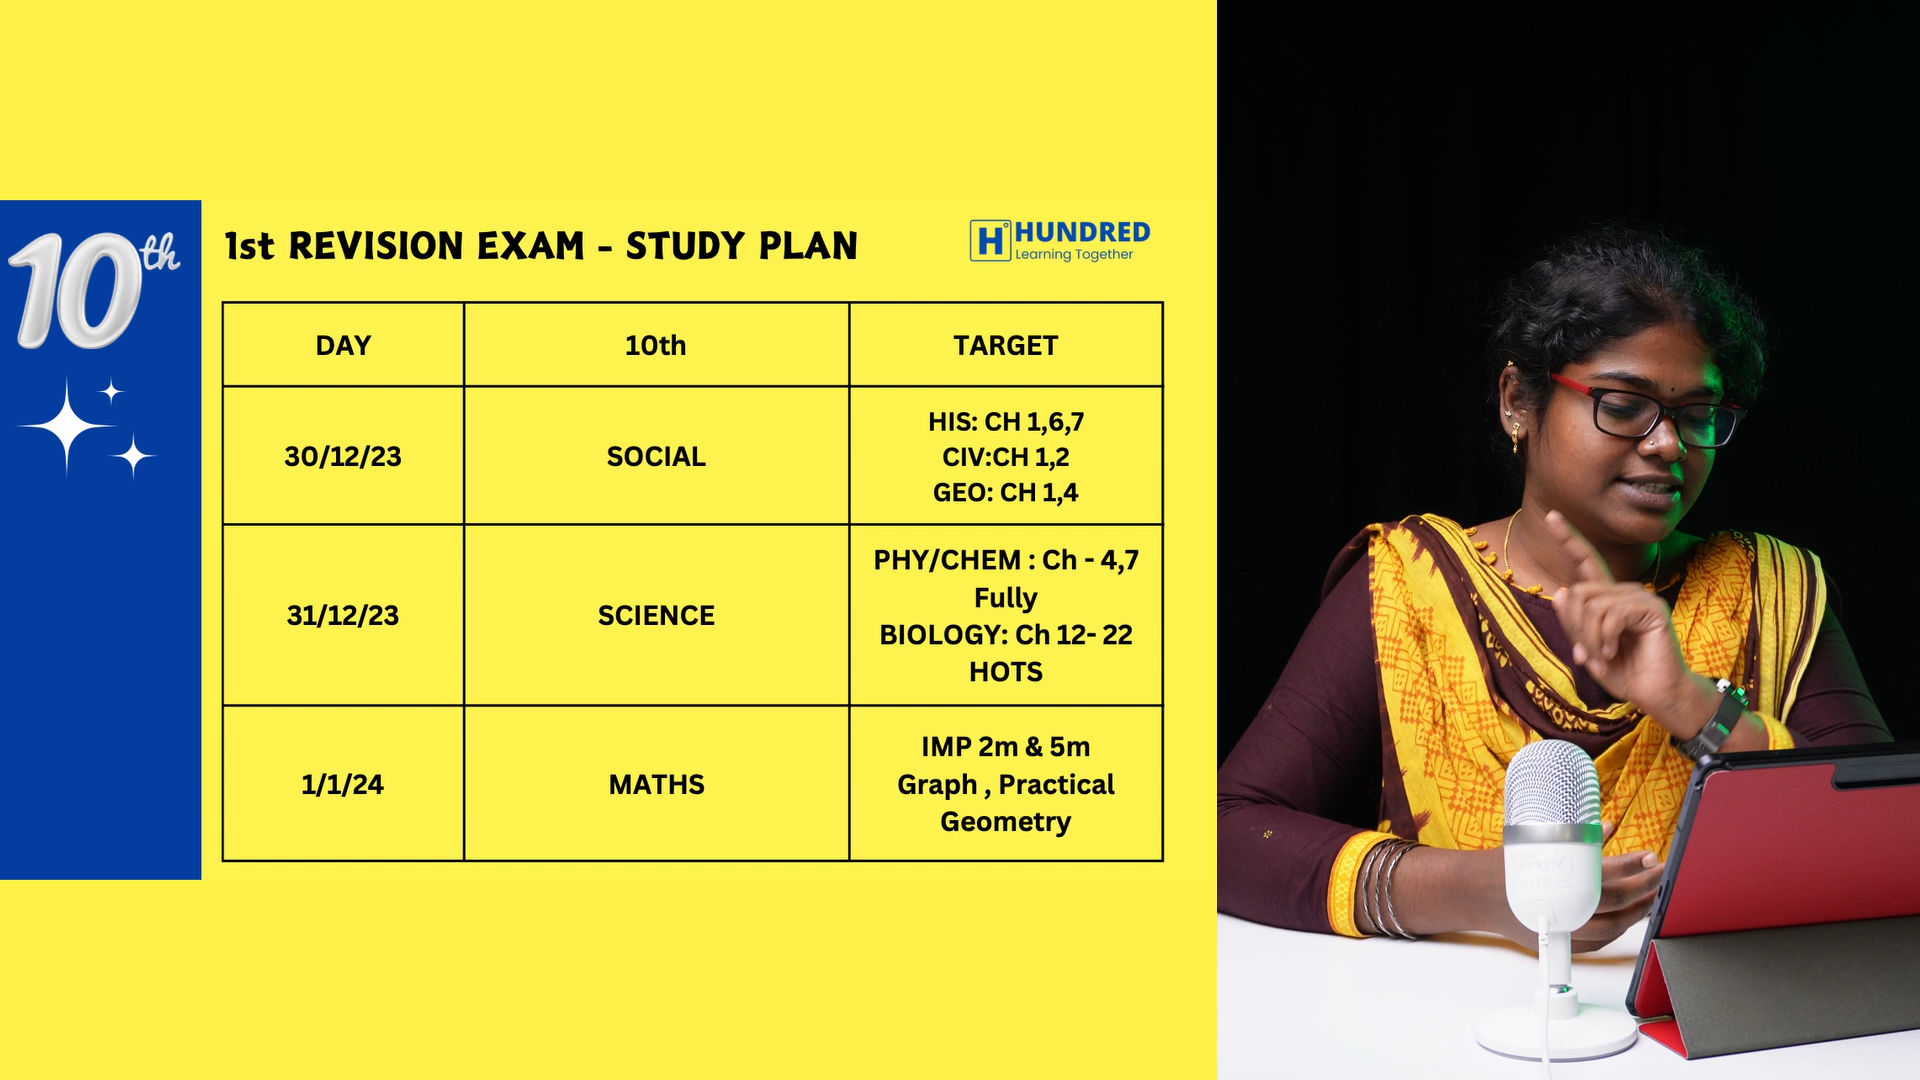 10th
1st REVISION EXAM - STUDY PLAN
H
HUNDRED
Learning Together
DAY
10th
TARGET
30/12/23
SOCIAL
HIS: CH 1,6,7
CIV:CH 1,2
GEO: CH 1,4
31/12/23
SCIENCE
PHY/CHEM : Ch - 4,7
Fully
BIOLOGY: Ch 12- 22
HOTS
1/1/24
MATHS
IMP 2m & 5m
Graph , Practical
Geometry